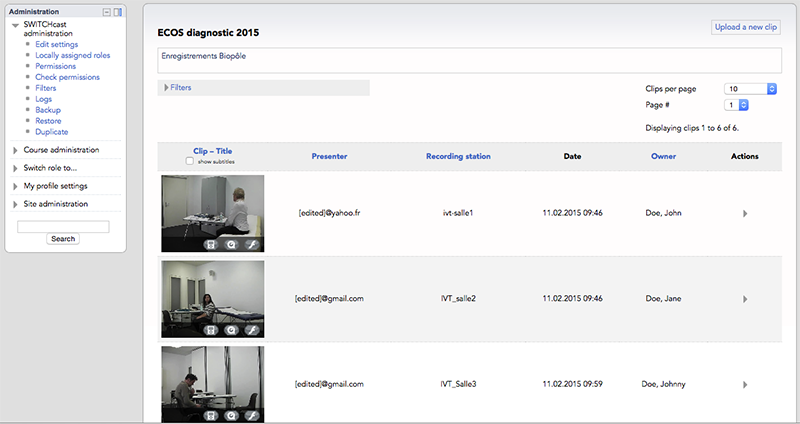 Administration
SWITCHcast
administration
Edit settings
Locally assigned roles
Permissions
Check permissions
Filters
Logs
Backup
Restore
Duplicate
Course administration
Switch role to...
My profile settings
Site administration
Search
ECOS diagnostic 2015
Upload a new clip
Enregistrements Biopôle
Filters
Clips per page 10
Page # 1
Displaying clips 1 to 6 of 6.
Clip – Title Presenter Recording station Date Owner Actions
show subtitles
[edited]@yahoo.fr ivt-salle1 11.02.2015 09:46 Doe, John
[edited]@gmail.com IVT_salle2 11.02.2015 09:46 Doe, Jane
[edited]@gmail.com IVT_Salle3 11.02.2015 09:59 Doe, Johnny